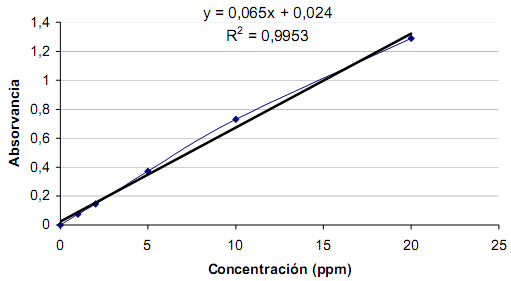 y = 0,065x + 0,024
R² = 0,9953
1,4
1,2
1
0,8
0,6
0,4
0,2
0
0 5 10 15 20 25
Absorvancia
Concentración (ppm)